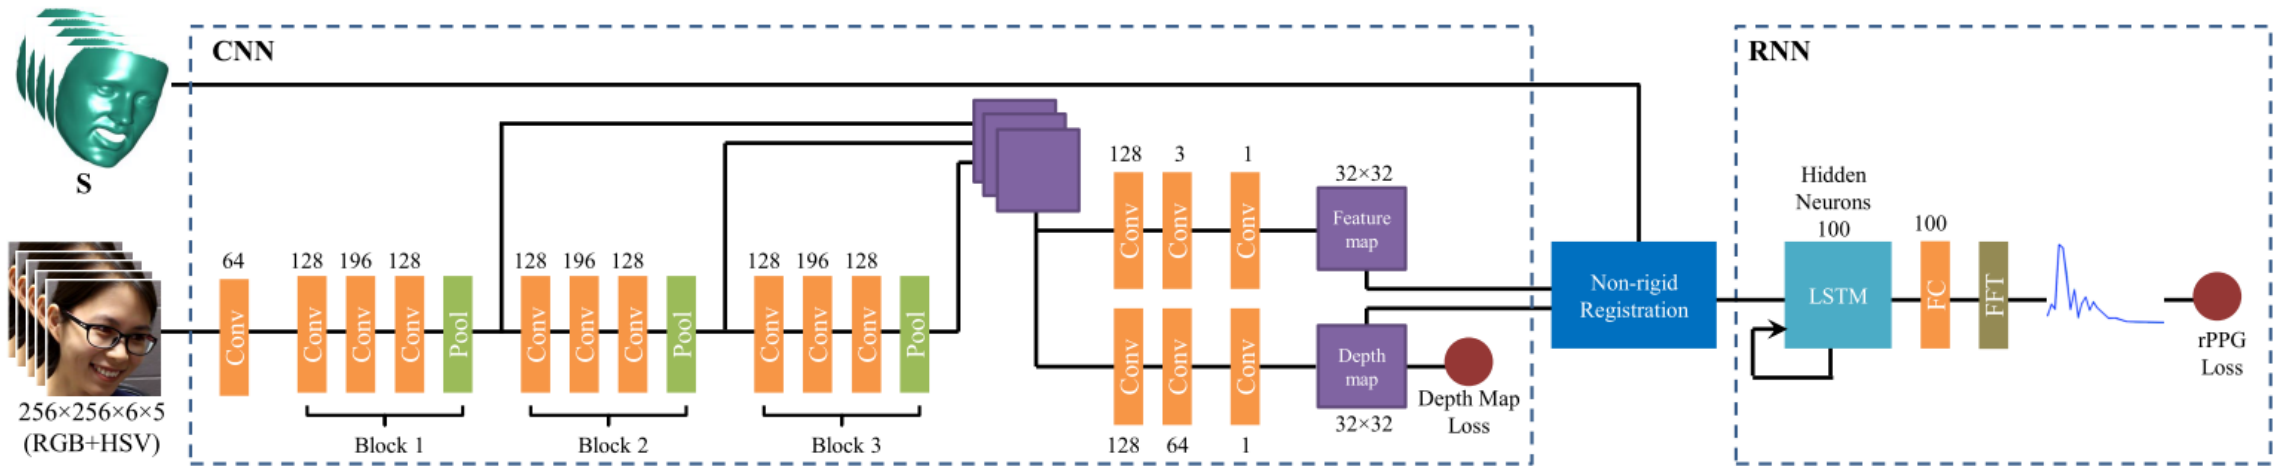 CNN
RNN
S
256×256×6×5
(RGB+HSV)
64
Conv
128 196 128
Conv Conv Conv Pool
Block 1
128 196 128
Conv Conv Conv Pool
Block 2
128 196 128
Conv Conv Conv Pool
Block 3
128 3 1
Conv Conv Conv
32×32
Feature
map
Conv Conv Conv
128 64 1
Depth
map
32×32
Depth Map
Loss
Non-rigid
Registration
Hidden
Neurons
100
LSTM
100
FC
FFT
rPPG
Loss